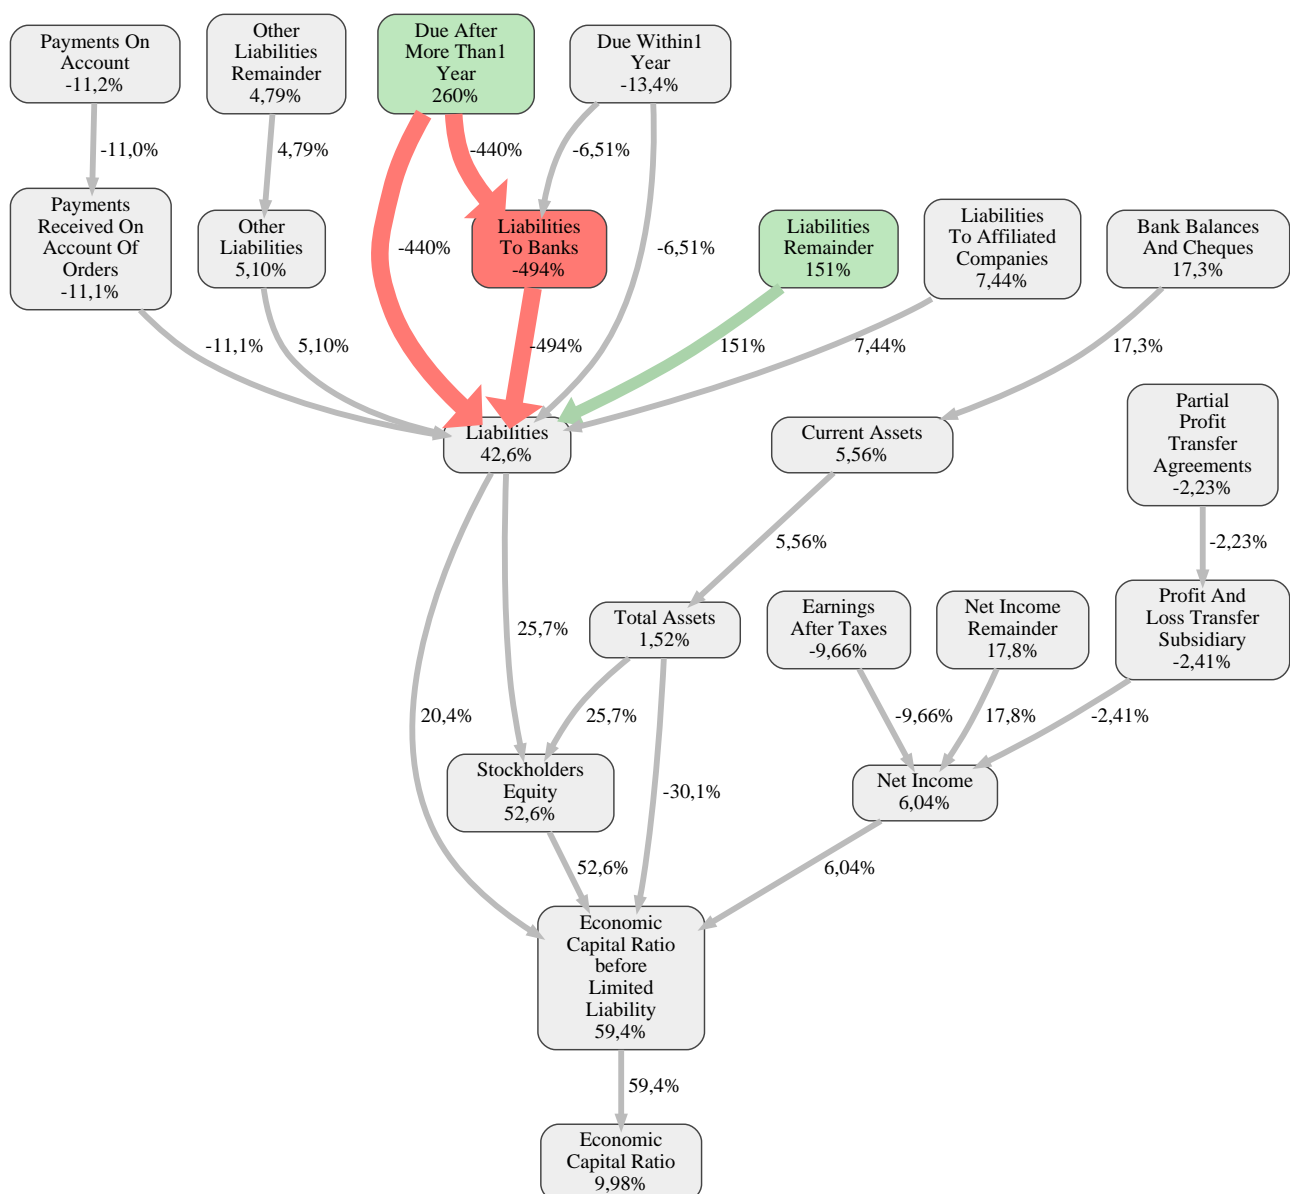 Payments On
Account
-11,2%
Other
Liabilities
Remainder
4,79%
Due After
More Than1
Year
260%
Due Within1
Year
-13,4%
-11,0%
4,79%
-440%
-6,51%
Payments
Received On
Account Of
Orders
-11,1%
Other
Liabilities
5,10%
-440%
Liabilities
To Banks
-494%
-6,51%
Liabilities
Remainder
151%
Liabilities
To Affiliated
Companies
7,44%
Bank Balances
And Cheques
17,3%
-11,1%
5,10%
-494%
151%
7,44%
17,3%
Liabilities
42,6%
Current Assets
5,56%
Partial
Profit
Transfer
Agreements
-2,23%
5,56%
-2,23%
25,7%
Total Assets
1,52%
Earnings
After Taxes
-9,66%
Net Income
Remainder
17,8%
Profit And
Loss Transfer
Subsidiary
-2,41%
20,4%
25,7%
-9,66%
17,8%
-2,41%
Stockholders
Equity
52,6%
-30,1%
Net Income
6,04%
52,6%
6,04%
Economic
Capital Ratio
before
Limited
Liability
59,4%
59,4%
Economic
Capital Ratio
9,98%